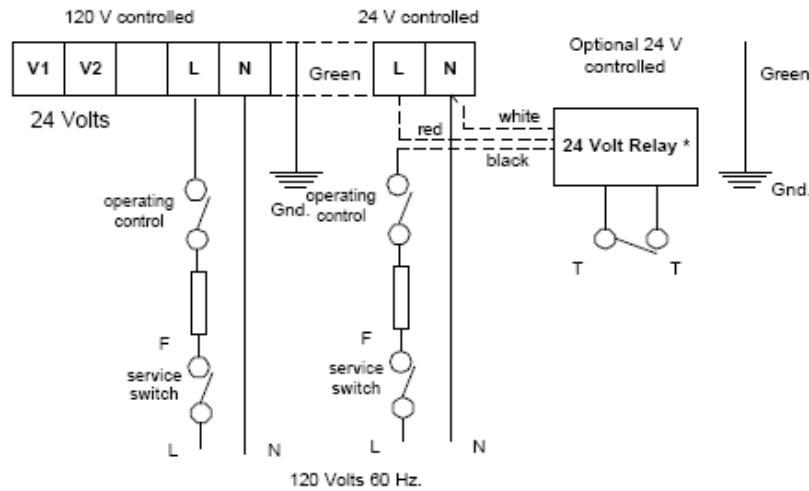 120 V controlled
24 V controlled
Optional 24 V
controlled
V1 V2 L N
Green
L N
Green
24 Volts
white
red
black
24 Volt Relay *
operating
control
Gnd.
operating
control
Gnd.
T T
F
F
service
switch
service
switch
L N
L N
120 Volts 60 Hz.